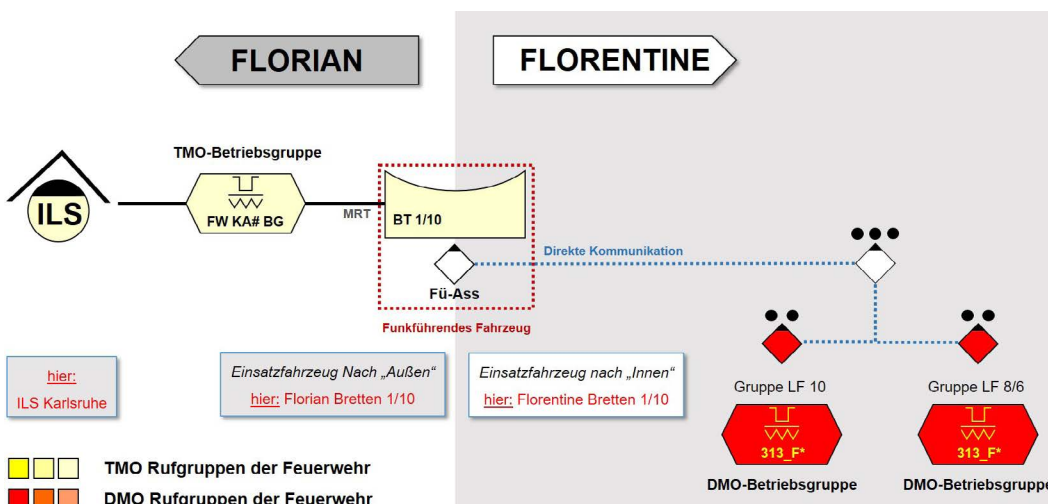 FLORIAN
FLORENTINE
TMO-Betriebsgruppe
ILS
FW KA# BG
MRT
BT 1/10
Direkte Kommunikation
Fü-Ass
Funkführendes Fahrzeug
hier:
ILS Karlsruhe
Einsatzfahrzeug Nach „Außen“
hier: Florian Bretten 1/10
Einsatzfahrzeug nach „Innen“
hier: Florentine Bretten 1/10
Gruppe LF 10
Gruppe LF 8/6
313_F*
313_F*
DMO-Betriebsgruppe
DMO-Betriebsgruppe
TMO Rufgruppen der Feuerwehr
DMO Rufgruppen der Feuerwehr